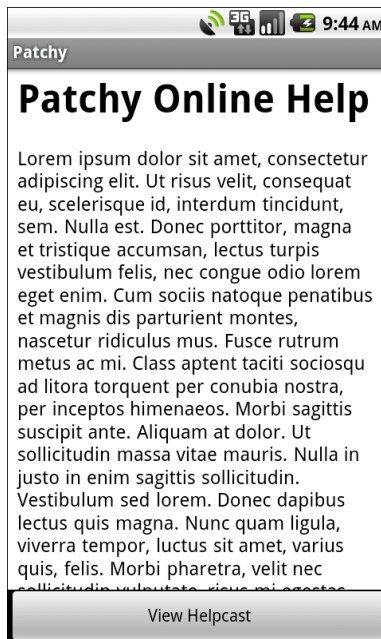 3G
9:44 AM
Patchy
Patchy Online Help
Lorem ipsum dolor sit amet, consectetur
adipiscing elit. Ut risus velit, consequat
eu, scelerisque id, interdum tincidunt,
sem. Nulla est. Donec porttitor, magna
et tristique accumsan, lectus turpis
vestibulum felis, nec congue odio lorem
eget enim. Cum sociis natoque penatibus
et magnis dis parturient montes,
nascetur ridiculus mus. Fusce rutrum
metus ac mi. Class aptent taciti sociosqu
ad litora torquent per conubia nostra,
per inceptos himenaeos. Morbi sagittis
suscipit ante. Aliquam at dolor. Ut
sollicitudin massa vitae mauris. Nulla in
justo in enim sagittis sollicitudin.
Vestibulum sed lorem. Donec dapibus
lectus quis magna. Nunc quam ligula,
viverra tempor, luctus sit amet, varius
quis, felis. Morbi pharetra, velit nec
sollicitudin vulputate, risus mi egestas
View Helpcast